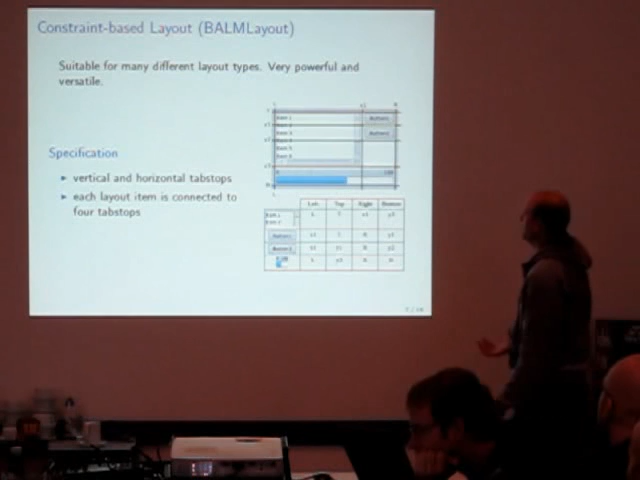 Constraint-based Layout (BALMLayout)
Suitable for many different layout types. Very powerful and
versatile.
Specification
vertical and horizontal tabstops
each layout item is connected to
four tabstops
Left Top Right Bottom